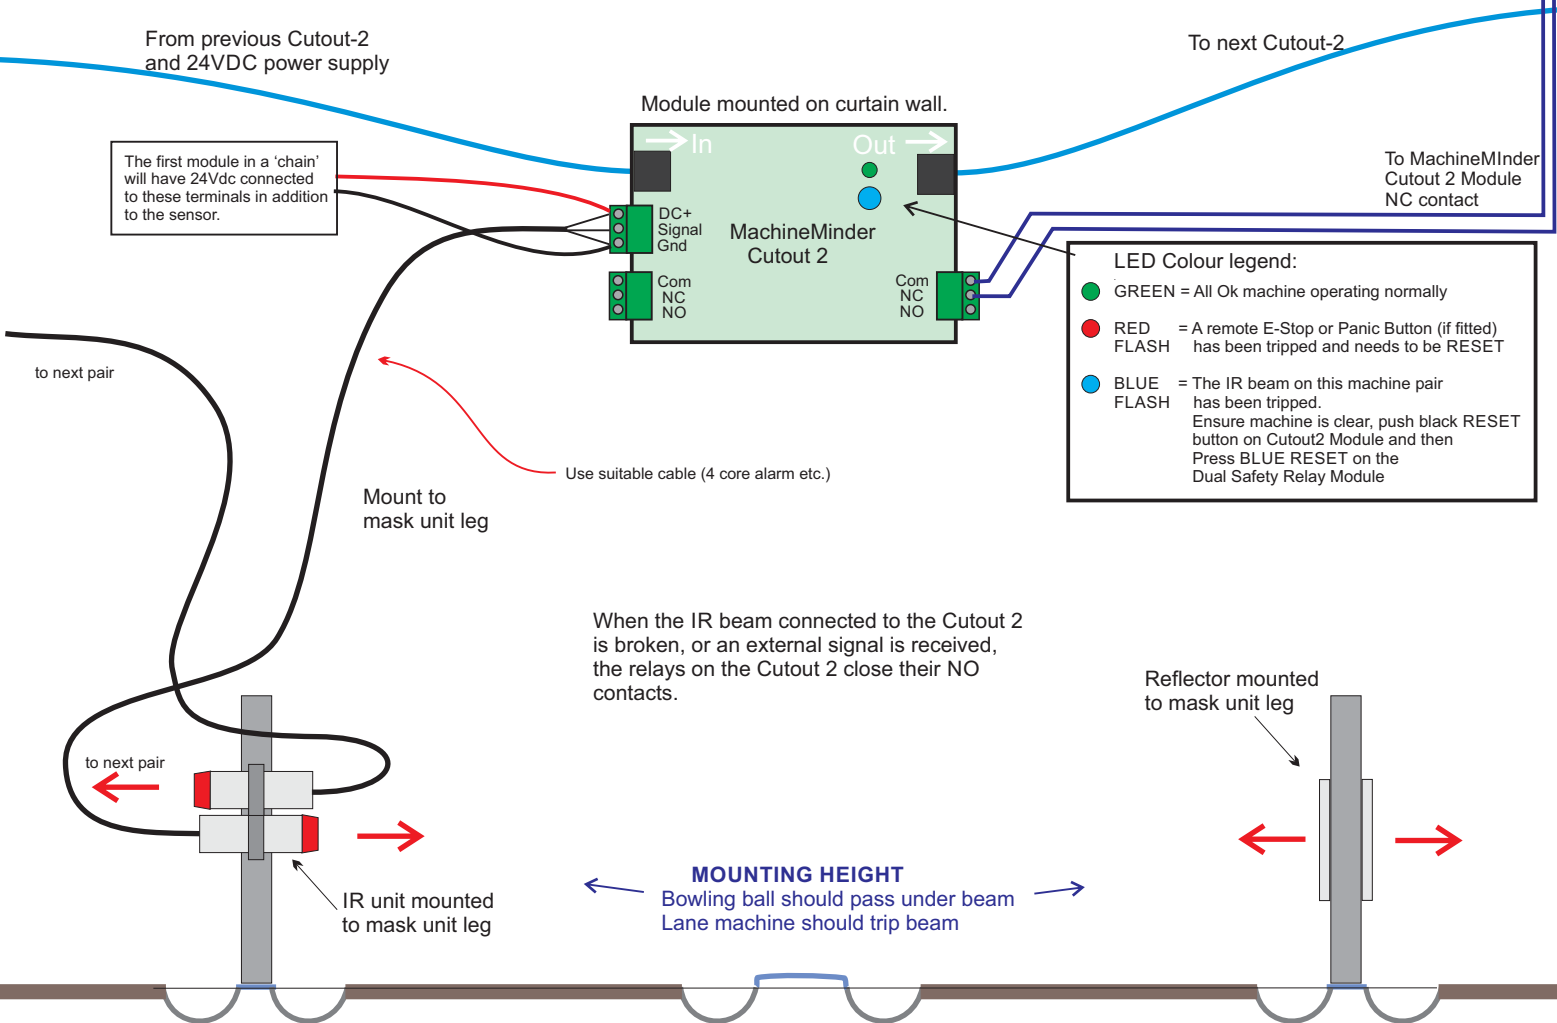 From previous Cutout-2
and 24VDC power supply
To next Cutout-2
Module mounted on curtain wall.
In
Out
The first module in a ‘chain’
will have 24Vdc connected
to these terminals in addition
to the sensor.
To MachineMInder
Cutout 2 Module
NC contact
DC+
Signal
Gnd
MachineMinder
Cutout 2
Com
NC
NO
Com
NC
NO
LED Colour legend:
GREEN = All Ok machine operating normally
RED = A remote E-Stop or Panic Button (if fitted)
FLASH has been tripped and needs to be RESET
BLUE = The IR beam on this machine pair
FLASH has been tripped.
Ensure machine is clear, push black RESET
button on Cutout2 Module and then
Press BLUE RESET on the
Dual Safety Relay Module
to next pair
Use suitable cable (4 core alarm etc.)
Mount to
mask unit leg
When the IR beam connected to the Cutout 2
is broken, or an external signal is received,
the relays on the Cutout 2 close their NO
contacts.
Reflector mounted
to mask unit leg
to next pair
IR unit mounted
to mask unit leg
MOUNTING HEIGHT
Bowling ball should pass under beam
Lane machine should trip beam